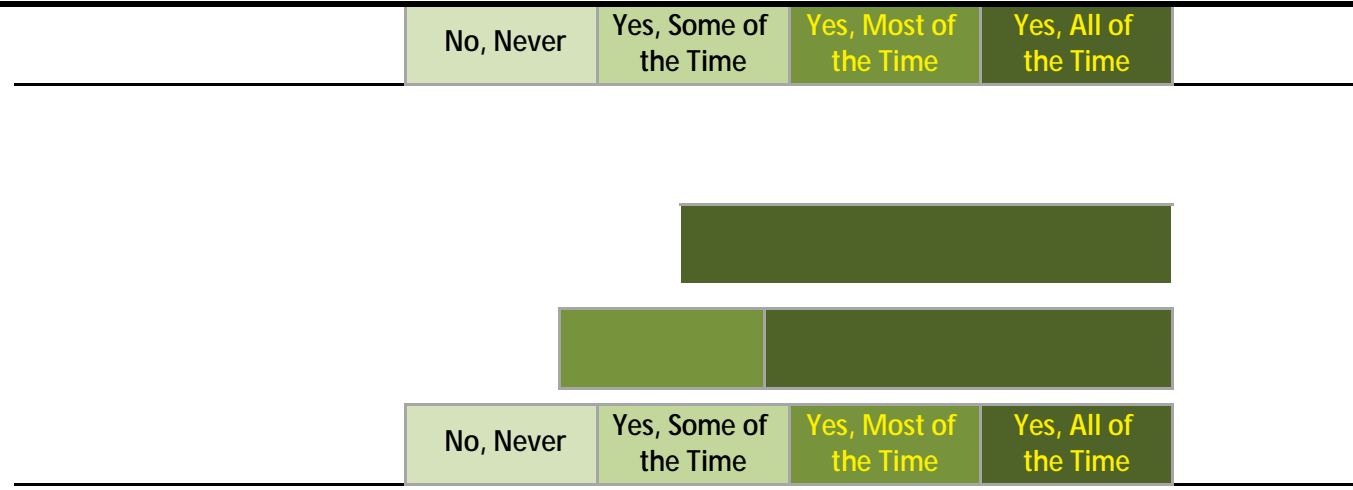 No, Never
Yes, Some of
the Time
Yes, Most of
the Time
Yes, All of
the Time
No, Never
Yes, Some of
the Time
Yes, Most of
the Time
Yes, All of
the Time